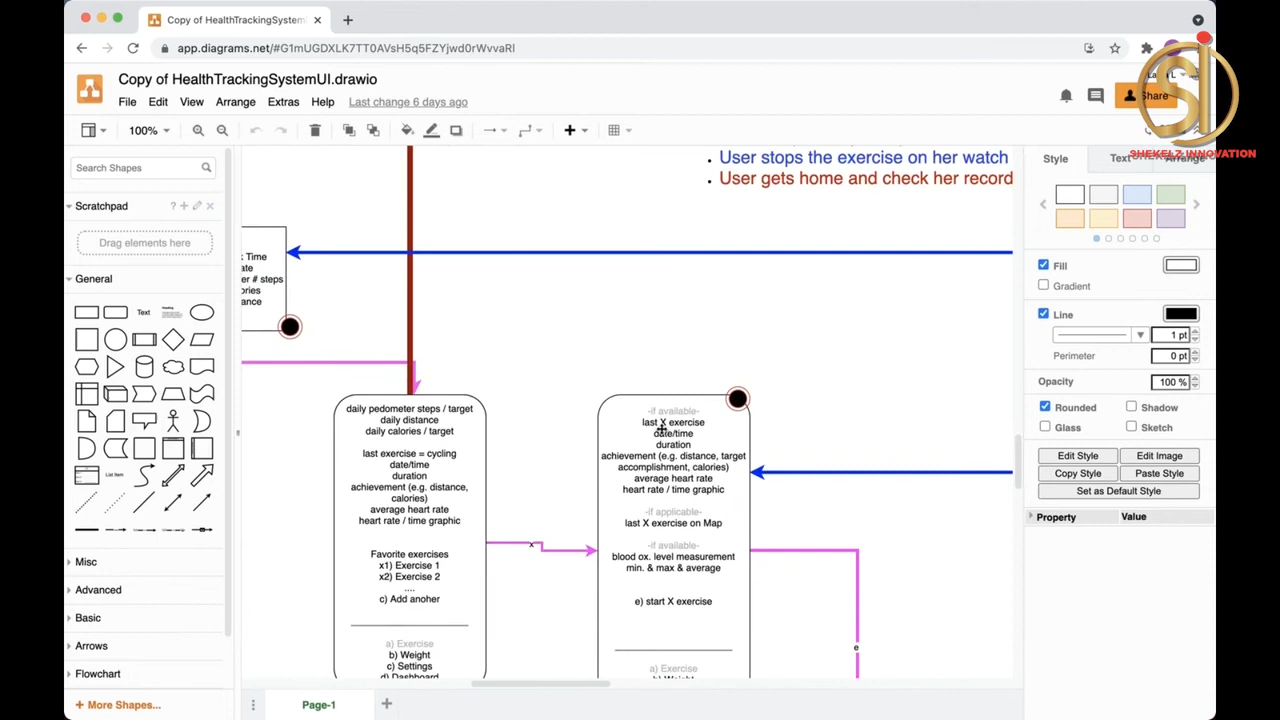 Copy of HealthTrackingSystem
app.diagrams.net/#G1mUGDXLK7TT0AVsH5q5FZYjwd0rWvvaRl
Copy of HealthTrackingSystemUI.drawio
File Edit View Arrange Extras Help Last change 6 days ago
Share
SHEKELZ INNOVATION
100%
Search Shapes
Scratchpad
Drag elements here
General
Text
Heading
List Item
Misc
Advanced
Basic
Arrows
Flowchart
+ More Shapes...
User stops the exercise on her watch
User gets home and check her record
k Time
ate
er # steps
ories
ance
daily pedometer steps / target
daily distance
daily calories / target
last exercise = cycling
date/time
duration
achievement (e.g. distance,
calories)
average heart rate
heart rate / time graphic
Favorite exercises
x1) Exercise 1
x2) Exercise 2
....
c) Add anoher
a) Exercise
b) Weight
c) Settings
d) Dashboard
x
-if available-
last X exercise
date/time
duration
achievement (e.g. distance, target
accomplishment, calories)
average heart rate
heart rate / time graphic
-if applicable-
last X exercise on Map
-if available-
blood ox. level measurement
min. & max & average
e) start X exercise
a) Exercise
b) Weight
e
Style Text Arrange
Fill
Gradient
Line
1 pt
Perimeter 0 pt
Opacity 100 %
Rounded Shadow
Glass Sketch
Edit Style Edit Image
Copy Style Paste Style
Set as Default Style
Property Value
Page-1